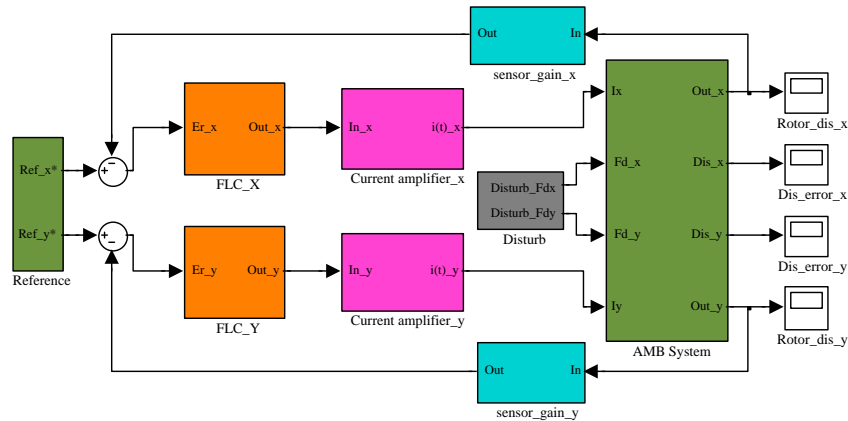 Out
In
sensor_gain_x
Er_x
Out_x
FLC_X
In_x
i(t)_x
Current amplifier_x
Ix
Out_x
Rotor_dis_x
Ref_x*
Ref_y*
Reference
Disturb_Fdx
Disturb_Fdy
Disturb
Fd_x
Dis_x
Dis_error_x
Fd_y
Dis_y
Dis_error_y
Er_y
Out_y
FLC_Y
In_y
i(t)_y
Current amplifier_y
Iy
Out_y
AMB System
Rotor_dis_y
Out
In
sensor_gain_y